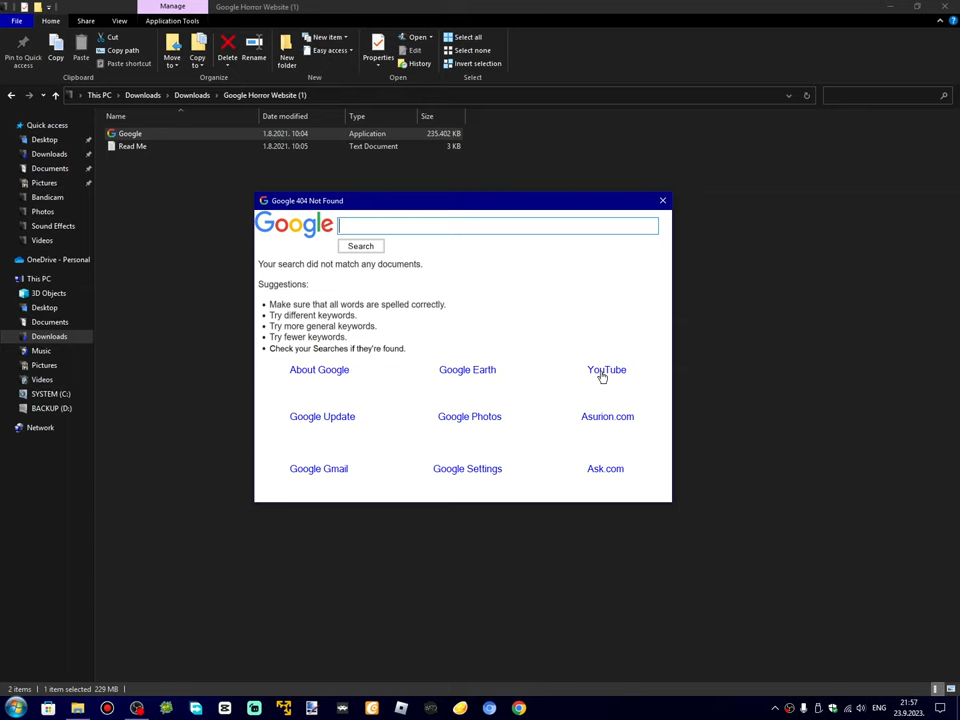 Manage
Google Horror Website (1)
File
Home
Share
View
Application Tools
Pin to Quick access
Copy
Paste
Cut
Copy path
Paste shortcut
Clipboard
Move to
Copy to
Delete
Rename
Organize
New folder
New item
Easy access
New
Properties
Open
Edit
History
Open
Select all
Select none
Invert selection
Select
This PC
Downloads
Downloads
Google Horror Website (1)
Name
Date modified
Type
Size
Google
1.8.2021. 10:04
Application
235.402 KB
Read Me
1.8.2021. 10:05
Text Document
3 KB
Quick access
Desktop
Downloads
Documents
Pictures
Bandicam
Photos
Sound Effects
Videos
OneDrive - Personal
This PC
3D Objects
Desktop
Documents
Downloads
Music
Pictures
Videos
SYSTEM (C:)
BACKUP (D:)
Network
Google 404 Not Found
Google
Search
Your search did not match any documents.
Suggestions:
• Make sure that all words are spelled correctly.
• Try different keywords.
• Try more general keywords.
• Try fewer keywords.
• Check your Searches if they're found.
About Google
Google Earth
YouTube
Google Update
Google Photos
Asurion.com
Google Gmail
Google Settings
Ask.com
2 items
1 item selected 229 MB
ENG
21:57
23.9.2023.